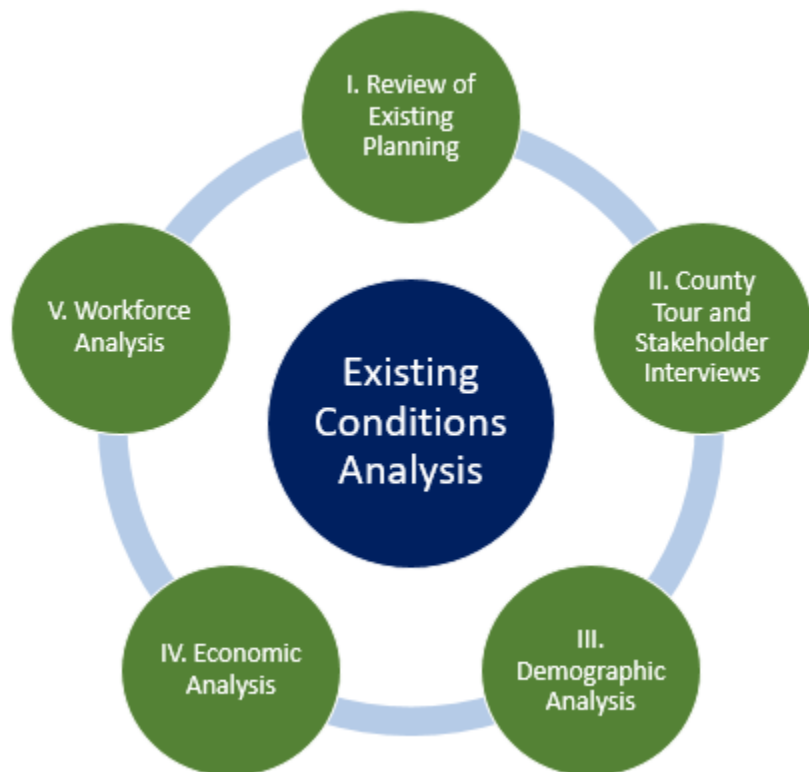 I. Review of
Existing
Planning
II. County
Tour and
Stakeholder
Interviews
III.
Demographic
Analysis
IV. Economic
Analysis
V. Workforce
Analysis
Existing
Conditions
Analysis